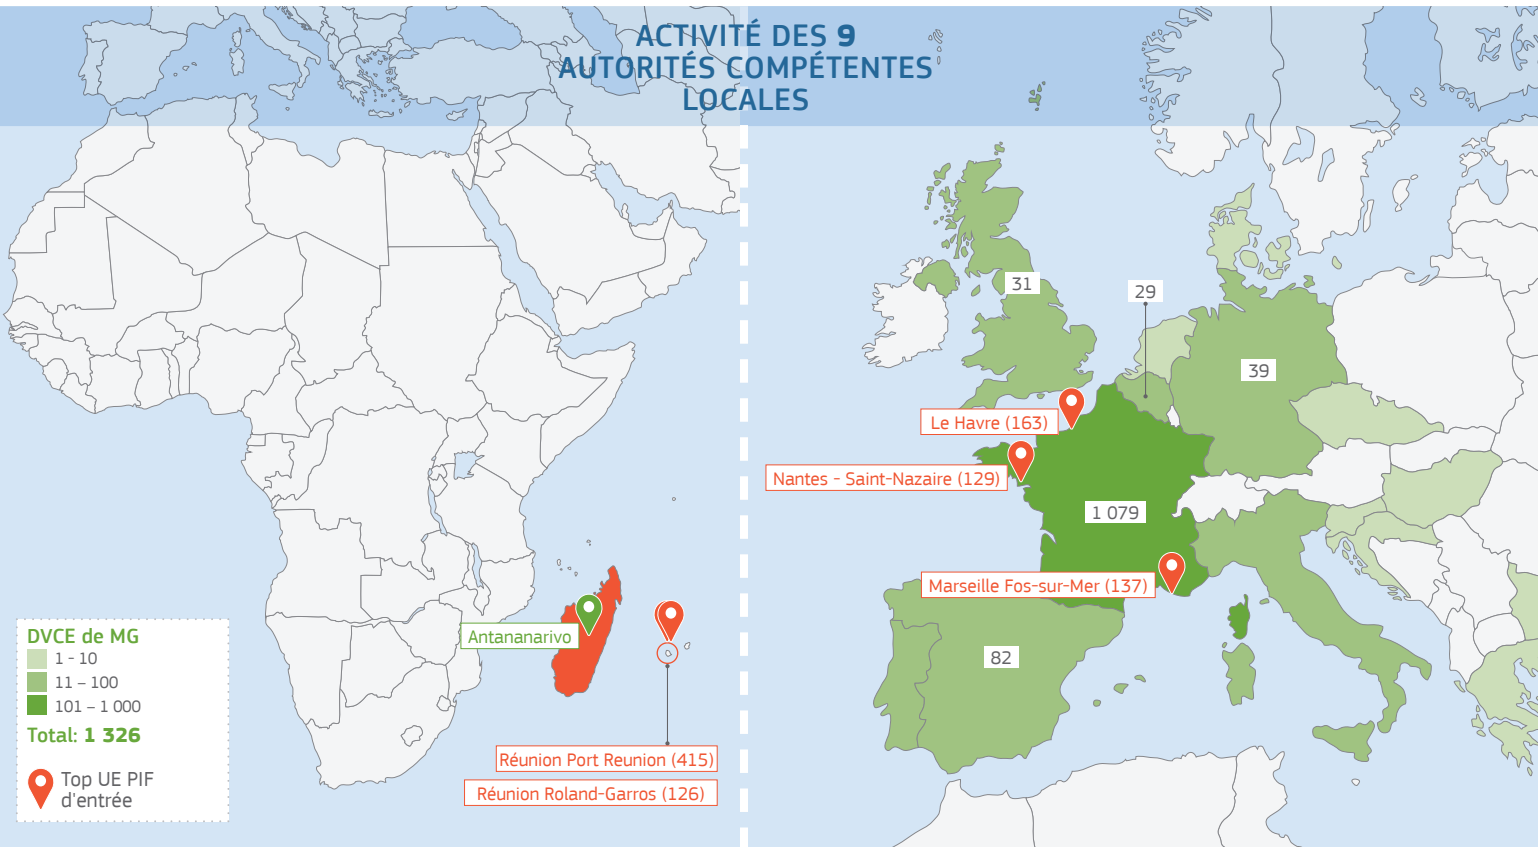 ACTIVITÉ DES 9
AUTORITÉS COMPÉTENTES
LOCALES
31
29
39
Le Havre (163)
Nantes - Saint-Nazaire (129)
1 079
Marseille Fos-sur-Mer (137)
82
Antananarivo
Réunion Port Reunion (415)
Réunion Roland-Garros (126)
DVCE de MG
1 - 10
11 – 100
101 – 1 000
Total: 1 326
Top UE PIF
d'entrée